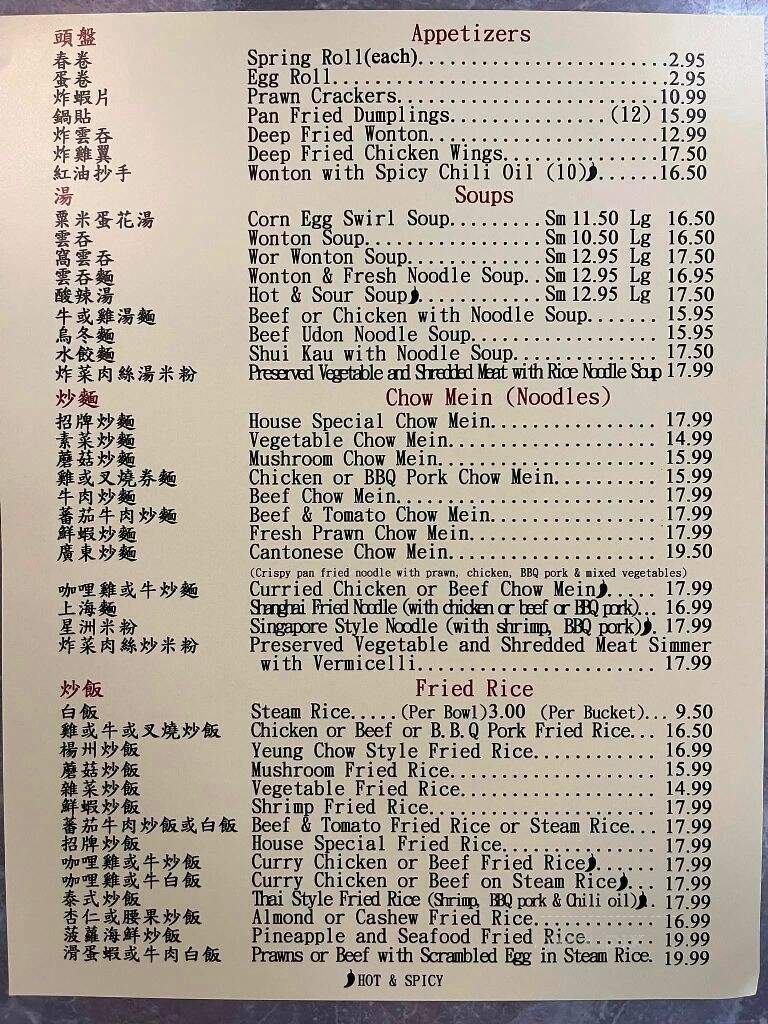 頭盤 Appetizers
春卷 Spring Roll(each)........................2.95
蛋卷 Egg Roll................................2.95
炸蝦片 Prawn Crackers.........................10.99
鍋貼 Pan Fried Dumplings...............(12) 15.99
炸雲吞 Deep Fried Wonton......................12.99
炸雞翼 Deep Fried Chicken Wings...............17.50
紅油抄手 Wonton with Spicy Chili Oil (10)......16.50
湯 Soups
粟米蛋花湯 Corn Egg Swirl Soup.........Sm 11.50 Lg 16.50
雲吞 Wonton Soup.................Sm 10.50 Lg 16.50
窩雲吞 Wor Wonton Soup.............Sm 12.95 Lg 17.50
雲吞麵 Wonton & Fresh Noodle Soup..Sm 12.95 Lg 16.95
酸辣湯 Hot & Sour Soup............Sm 12.95 Lg 17.50
牛或雞湯麵 Beef or Chicken with Noodle Soup.......15.95
烏冬麵 Beef Udon Noodle Soup..................15.95
水餃麵 Shui Kau with Noodle Soup..............17.50
炸菜肉絲湯米粉 Preserved Vegetable and Shredded Meat with Rice Noodle Soup 17.99
炒麵 Chow Mein (Noodles)
招牌炒麵 House Special Chow Mein................ 17.99
素菜炒麵 Vegetable Chow Mein.................... 14.99
蘑菇炒麵 Mushroom Chow Mein..................... 15.99
雞或叉燒券麵 Chicken or BBQ Pork Chow Mein.......... 15.99
牛肉炒麵 Beef Chow Mein......................... 17.99
蕃茄牛肉炒麵 Beef & Tomato Chow Mein................ 17.99
鮮蝦炒麵 Fresh Prawn Chow Mein.................. 17.99
廣東炒麵 Cantonese Chow Mein.................... 19.50
(Crispy pan fried noodle with prawn, chicken, BBQ pork & mixed vegetables)
咖哩雞或牛炒麵 Curried Chicken or Beef Chow Mein..... 17.99
上海麵 Shanghai Fried Noodle (with chicken or beef or BBQ pork)... 16.99
星洲米粉 Singapore Style Noodle (with shrimp, BBQ pork). 17.99
炸菜肉絲炒米粉 Preserved Vegetable and Shredded Meat Simmer
with Vermicelli....................... 17.99
炒飯 Fried Rice
白飯 Steam Rice.....(Per Bowl)3.00 (Per Bucket)... 9.50
雞或牛或叉燒炒飯 Chicken or Beef or B.B.Q Pork Fried Rice... 16.50
楊州炒飯 Yeung Chow Style Fried Rice............ 16.99
蘑菇炒飯 Mushroom Fried Rice.................... 15.99
雜菜炒飯 Vegetable Fried Rice................... 14.99
鮮蝦炒飯 Shrimp Fried Rice...................... 17.99
蕃茄牛肉炒飯或白飯 Beef & Tomato Fried Rice or Steam Rice... 17.99
招牌炒飯 House Special Fried Rice............... 17.99
咖哩雞或牛炒飯 Curry Chicken or Beef Fried Rice...... 17.99
咖哩雞或牛白飯 Curry Chicken or Beef on Steam Rice... 17.99
泰式炒飯 Thai Style Fried Rice (Shrimp, BBQ pork & Chili oil). 17.99
杏仁或腰果炒飯 Almond or Cashew Fried Rice............. 16.99
菠蘿海鮮炒飯 Pineapple and Seafood Fried Rice....... 19.99
滑蛋蝦或牛肉白飯 Prawns or Beef with Scrambled Egg in Steam Rice. 19.99
HOT & SPICY